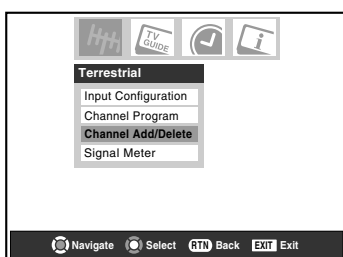 TV
GUIDE
i
Terrestrial
Input Configuration
Channel Program
Channel Add/Delete
Signal Meter
Navigate Select RTN Back EXIT Exit